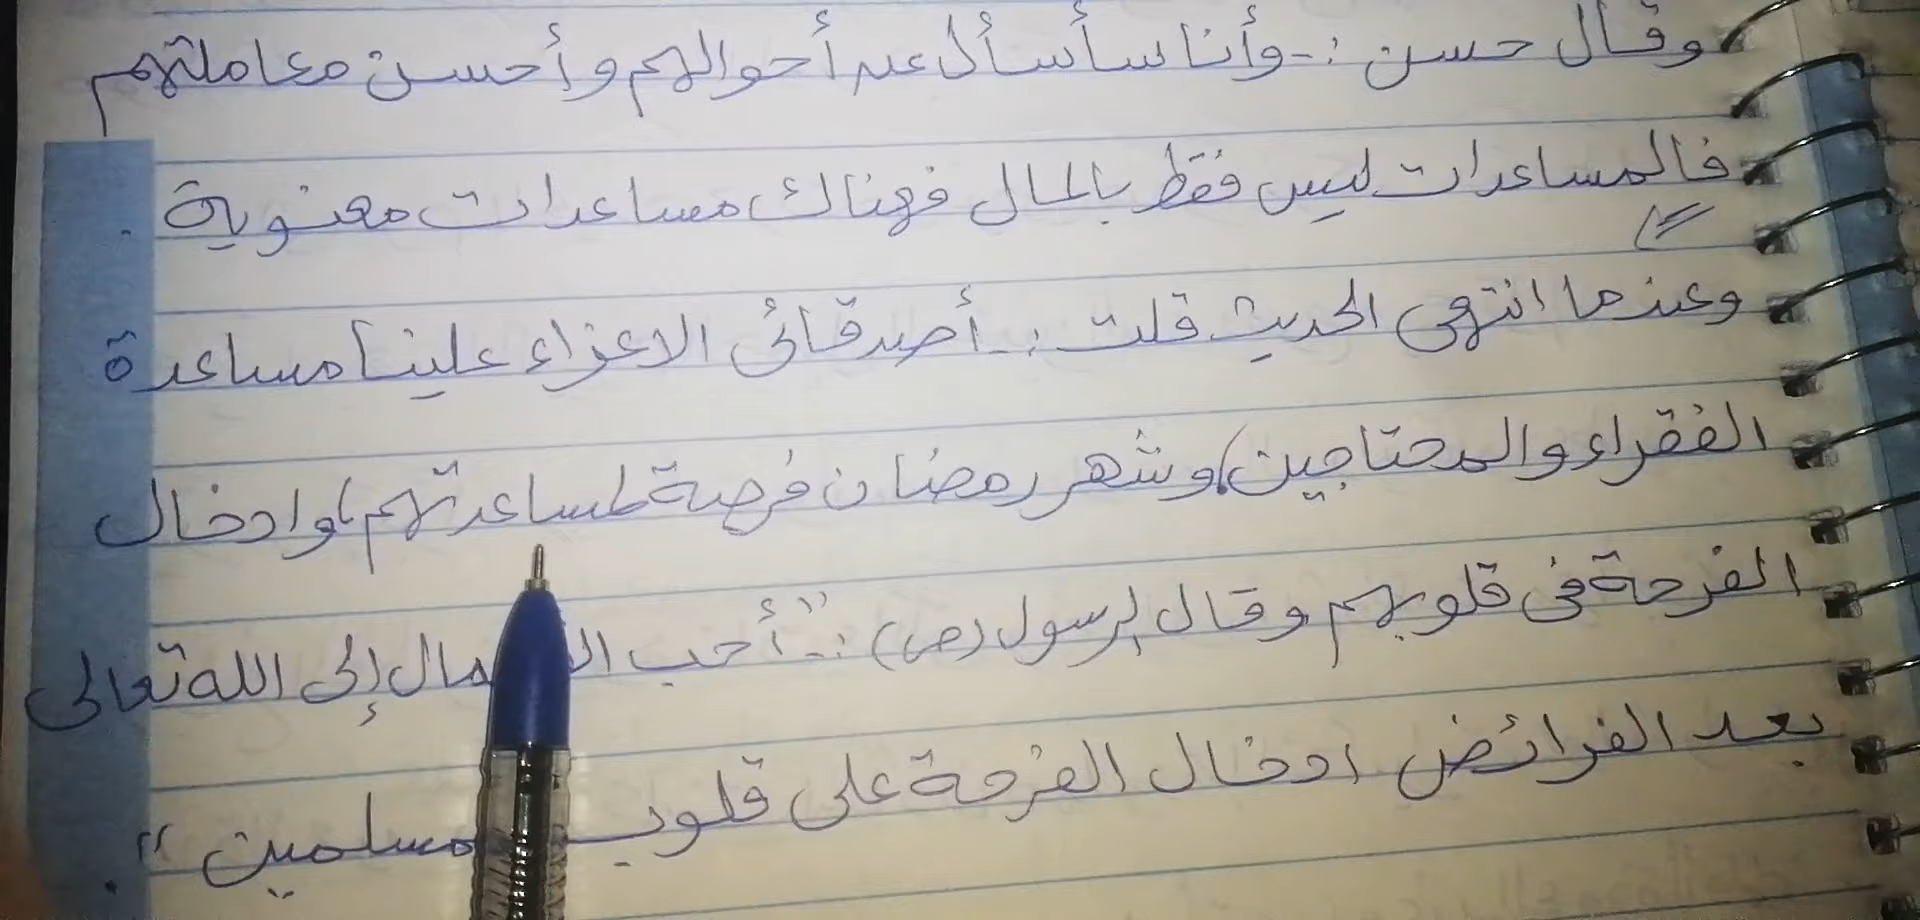 وقال حسن :- وأنا سأسأل عن أحوالهم وأحسن معاملتهم
فالمساعدات ليس فقط بالمال فهناك مساعدات معنوية .
وعندما انتهى الحديث قلت :- أصدقائى الاعزاء علينا مساعدة
الفقراء والمحتاجين، وشهر رمضان فرصة لمساعدتهم، وادخال
الفرحة فى قلوبهم وقال الرسول (ص) :- "أحب إلى الله تعالى
بعد الفرائض ادخال الفرحة على قلوب مسلمين" .